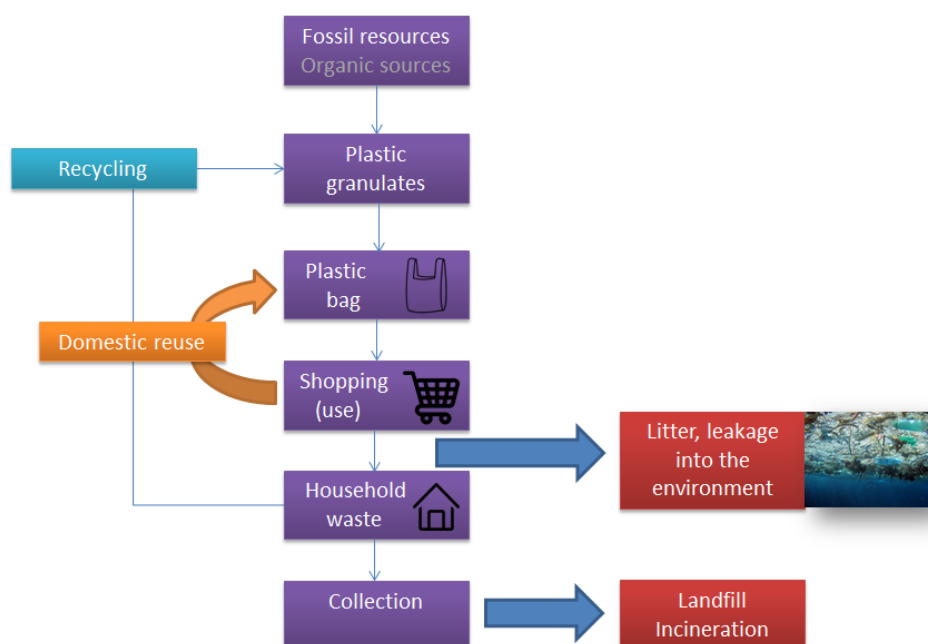 Fossil resources
Organic sources
Recycling
Plastic
granulates
Plastic
bag
Domestic reuse
Shopping
(use)
Litter, leakage
into the
environment
Household
waste
Collection
Landfill
Incineration